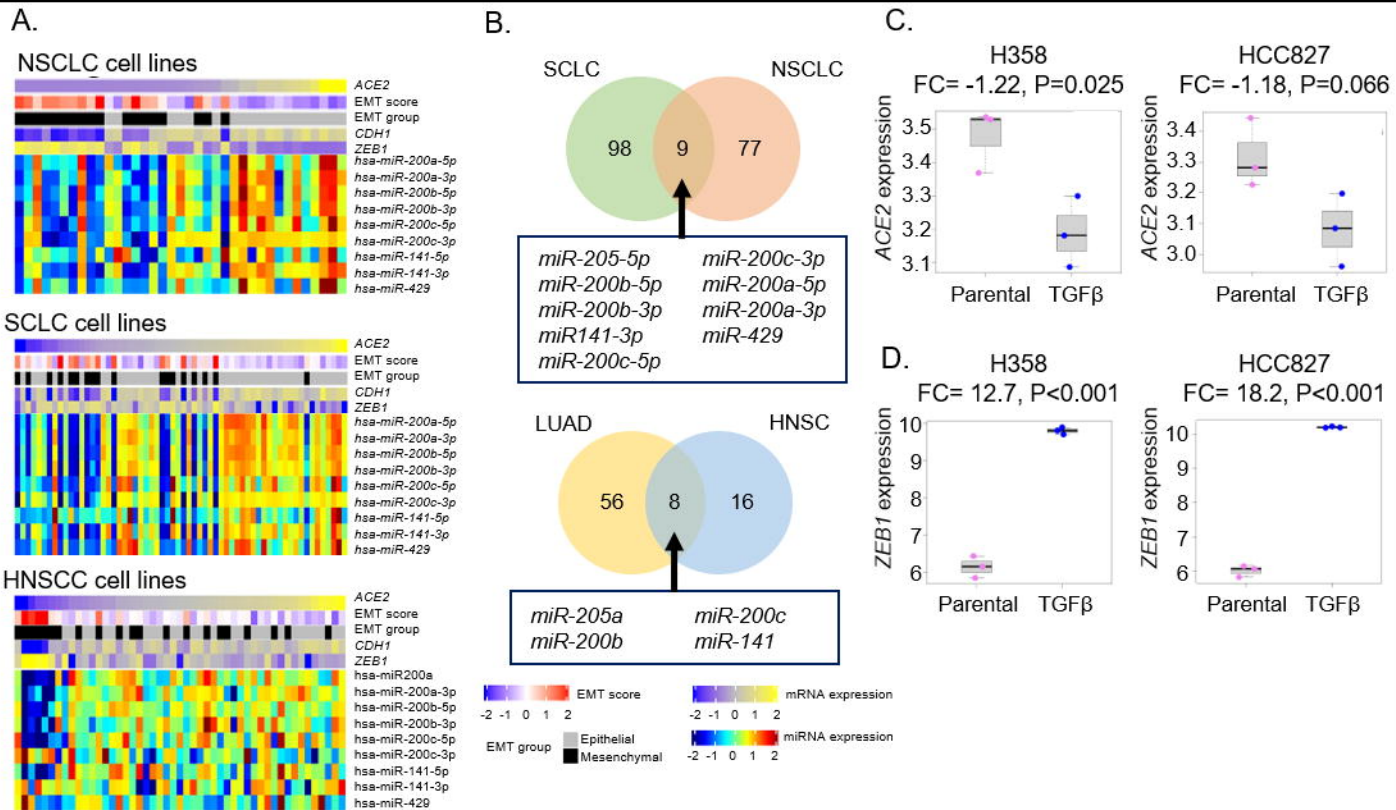 A.
NSCLC cell lines
ACE2
EMT score
EMT group
CDH1
ZEB1
hsa-miR-200a-5p
hsa-miR-200a-3p
hsa-miR-200b-5p
hsa-miR-200b-3p
hsa-miR-200c-5p
hsa-miR-200c-3p
hsa-miR-141-5p
hsa-miR-141-3p
hsa-miR-429
SCLC cell lines
ACE2
EMT score
EMT group
CDH1
ZEB1
hsa-miR-200a-5p
hsa-miR-200a-3p
hsa-miR-200b-5p
hsa-miR-200b-3p
hsa-miR-200c-5p
hsa-miR-200c-3p
hsa-miR-141-5p
hsa-miR-141-3p
hsa-miR-429
HNSCC cell lines
ACE2
EMT score
EMT group
CDH1
ZEB1
hsa-miR200a
hsa-miR-200a-3p
hsa-miR-200b-5p
hsa-miR-200b-3p
hsa-miR-200c-5p
hsa-miR-200c-3p
hsa-miR-141-5p
hsa-miR-141-3p
hsa-miR-429
B.
SCLC NSCLC
98 9 77
miR-205-5p miR-200c-3p
miR-200b-5p miR-200a-5p
miR-200b-3p miR-200a-3p
miR141-3p miR-429
miR-200c-5p
LUAD HNSC
56 8 16
miR-205a miR-200c
miR-200b miR-141
EMT score
-2 -1 0 1 2
EMT group
Epithelial
Mesenchymal
mRNA expression
-2 -1 0 1 2
miRNA expression
-2 -1 0 1 2
C.
H358
FC= -1.22, P=0.025
ACE2 expression
3.5
3.4
3.3
3.2
3.1
Parental TGFβ
HCC827
FC= -1.18, P=0.066
ACE2 expression
3.4
3.3
3.2
3.1
3.0
Parental TGFβ
D.
H358
FC= 12.7, P<0.001
ZEB1 expression
10
9
8
7
6
Parental TGFβ
HCC827
FC= 18.2, P<0.001
ZEB1 expression
10
9
8
7
6
Parental TGFβ